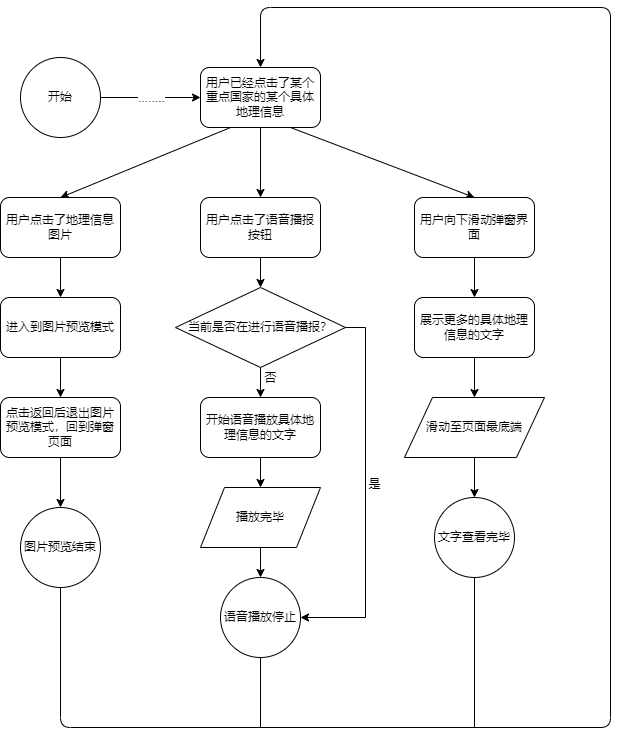 开始
........
用户已经点击了某个
重点国家的某个具体
地理信息
用户点击了地理信息
图片
用户点击了语音播报
按钮
用户向下滑动弹窗界
面
进入到图片预览模式
当前是否在进行语音播报?
展示更多的具体地理
信息的文字
否
点击返回后退出图片
预览模式，回到弹窗
页面
开始语音播放具体地
理信息的文字
滑动至页面最底端
是
播放完毕
图片预览结束
文字查看完毕
语音播放停止